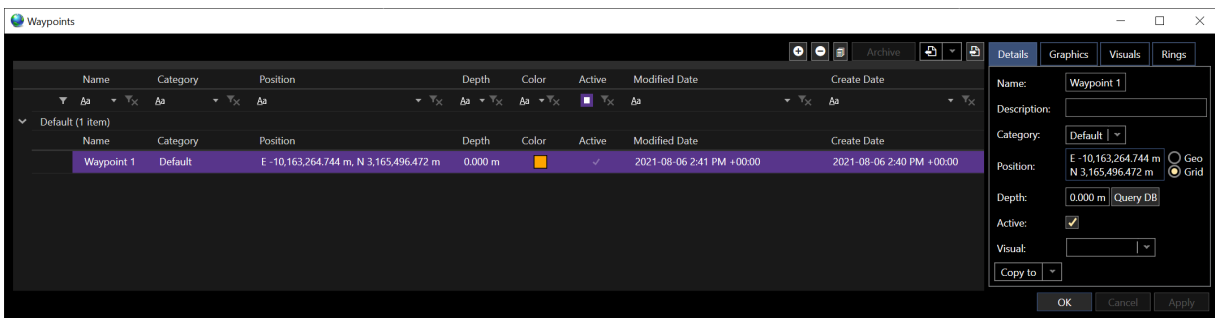 Waypoints
Archive
Details Graphics Visuals Rings
Name Category Position Depth Color Active Modified Date Create Date
Aa Aa Aa Aa Aa Aa Aa
Default (1 item)
Name Category Position Depth Color Active Modified Date Create Date
Waypoint 1 Default E -10,163,264.744 m, N 3,165,496.472 m 0.000 m 2021-08-06 2:41 PM +00:00 2021-08-06 2:40 PM +00:00
Name: Waypoint 1
Description:
Category: Default
Position: E -10,163,264.744 m Geo
N 3,165,496.472 m Grid
Depth: 0.000 m Query DB
Active:
Visual:
Copy to
OK Cancel Apply